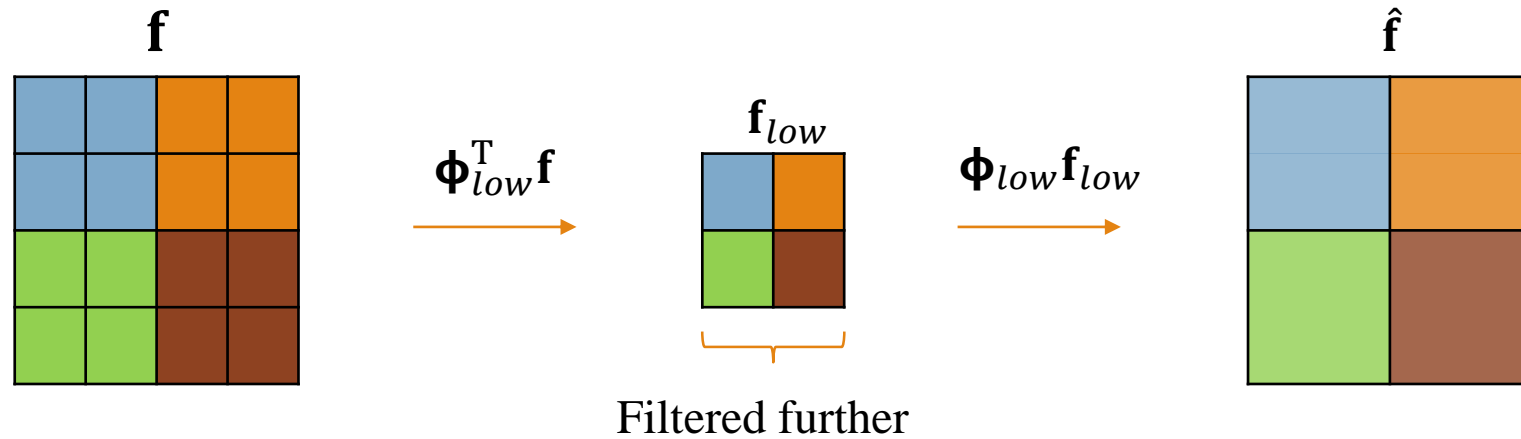 f
f̂
f_low
ϕ_low^T f
ϕ_low f_low
Filtered further